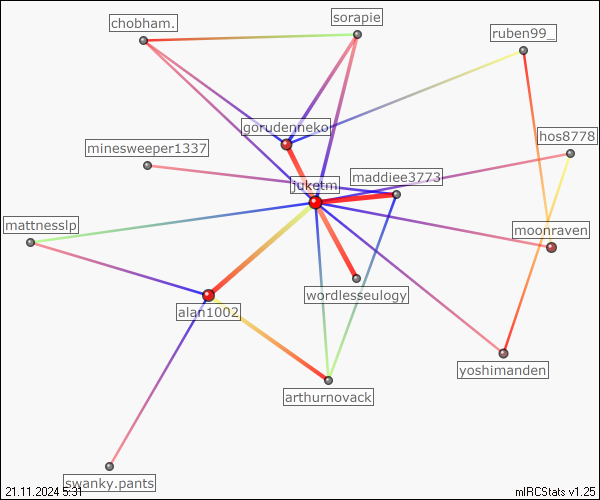 sorapie
chobham.
ruben99_
gorudenneko
hos8778
minesweeper1337
maddiee3773
juketm
mattnesslp
moonraven
wordlesseulogy
alan1002
yoshimanden
arthurnovack
swanky.pants
21.11.2024 5:31
mIRCStats v1.25